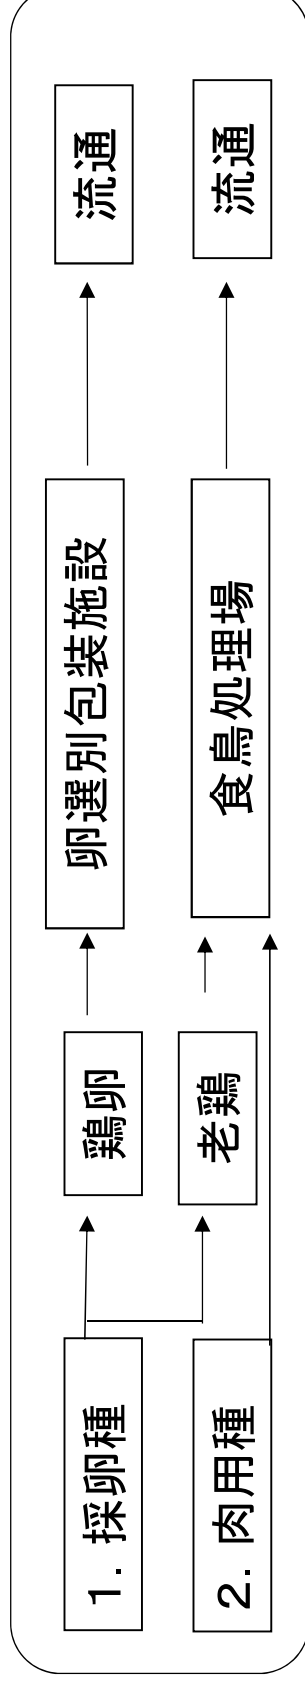 1. 採卵種
鶏卵
卵選別包装施設
流通
老鶏
2. 肉用種
食鳥処理場
流通